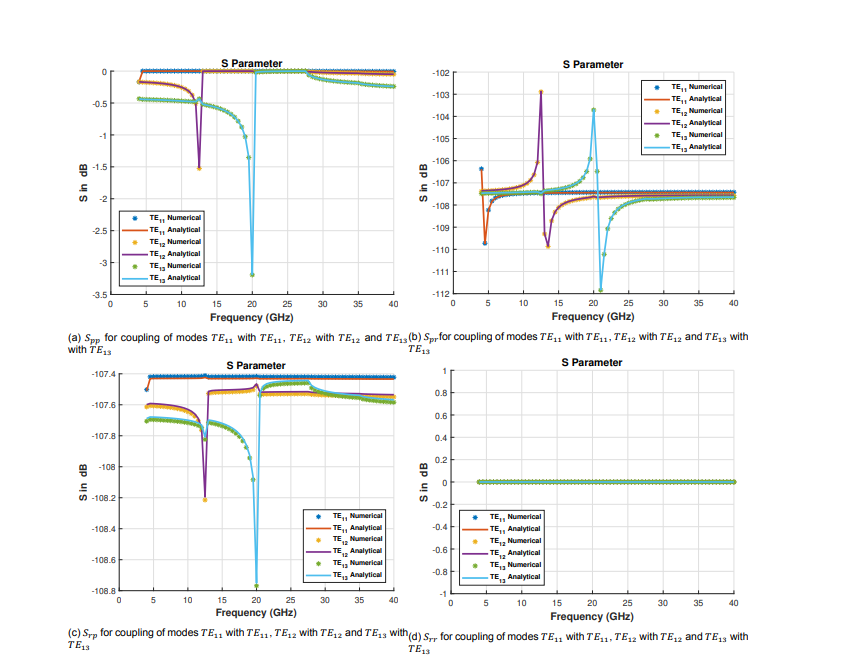 S Parameter
0
-0.5
-1
-1.5
-2
-2.5
-3
-3.5
S in dB
TE11 Numerical
TE11 Analytical
TE12 Numerical
TE12 Analytical
TE13 Numerical
TE13 Analytical
0 5 10 15 20 25 30 35 40
Frequency (GHz)
(a) Spp for coupling of modes TE11 with TE11, TE12 with TE12 and TE13
with TE13
S Parameter
-102
-103
-104
-105
-106
-107
-108
-109
-110
-111
-112
S in dB
TE11 Numerical
TE11 Analytical
TE12 Numerical
TE12 Analytical
TE13 Numerical
TE13 Analytical
0 5 10 15 20 25 30 35 40
Frequency (GHz)
(b) Spr for coupling of modes TE11 with TE11, TE12 with TE12 and TE13 with
TE13
S Parameter
-107.4
-107.6
-107.8
-108
-108.2
-108.4
-108.6
-108.8
S in dB
TE11 Numerical
TE11 Analytical
TE12 Numerical
TE12 Analytical
TE13 Numerical
TE13 Analytical
0 5 10 15 20 25 30 35 40
Frequency (GHz)
(c) Srp for coupling of modes TE11 with TE11, TE12 with TE12 and TE13 with
TE13
S Parameter
1
0.8
0.6
0.4
0.2
0
-0.2
-0.4
-0.6
-0.8
-1
S in dB
TE11 Numerical
TE11 Analytical
TE12 Numerical
TE12 Analytical
TE13 Numerical
TE13 Analytical
0 5 10 15 20 25 30 35 40
Frequency (GHz)
(d) Srr for coupling of modes TE11 with TE11, TE12 with TE12 and TE13 with
TE13